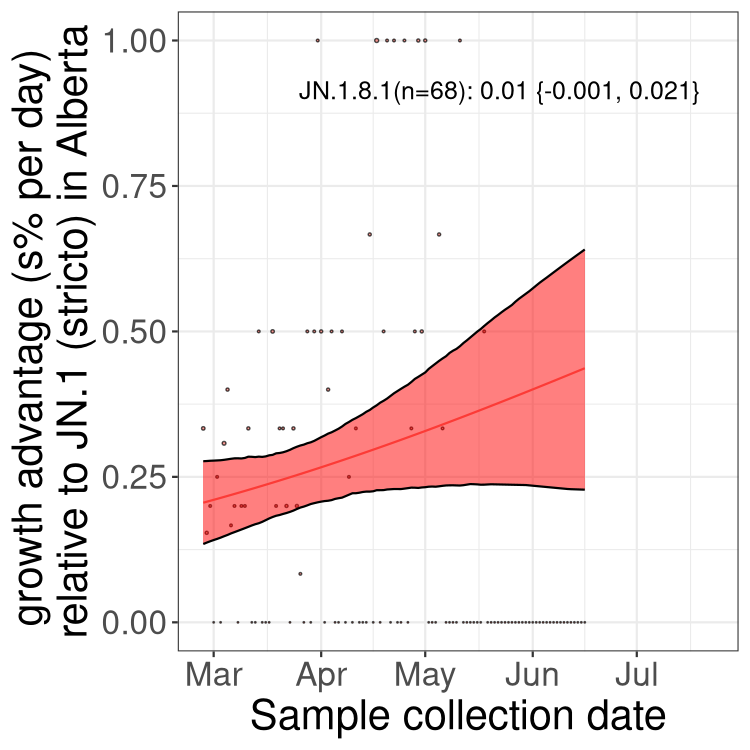 growth advantage (s% per day)
relative to JN.1 (stricto) in Alberta
1.00
0.75
0.50
0.25
0.00
JN.1.8.1(n=68): 0.01 {-0.001, 0.021}
Mar Apr May Jun Jul
Sample collection date